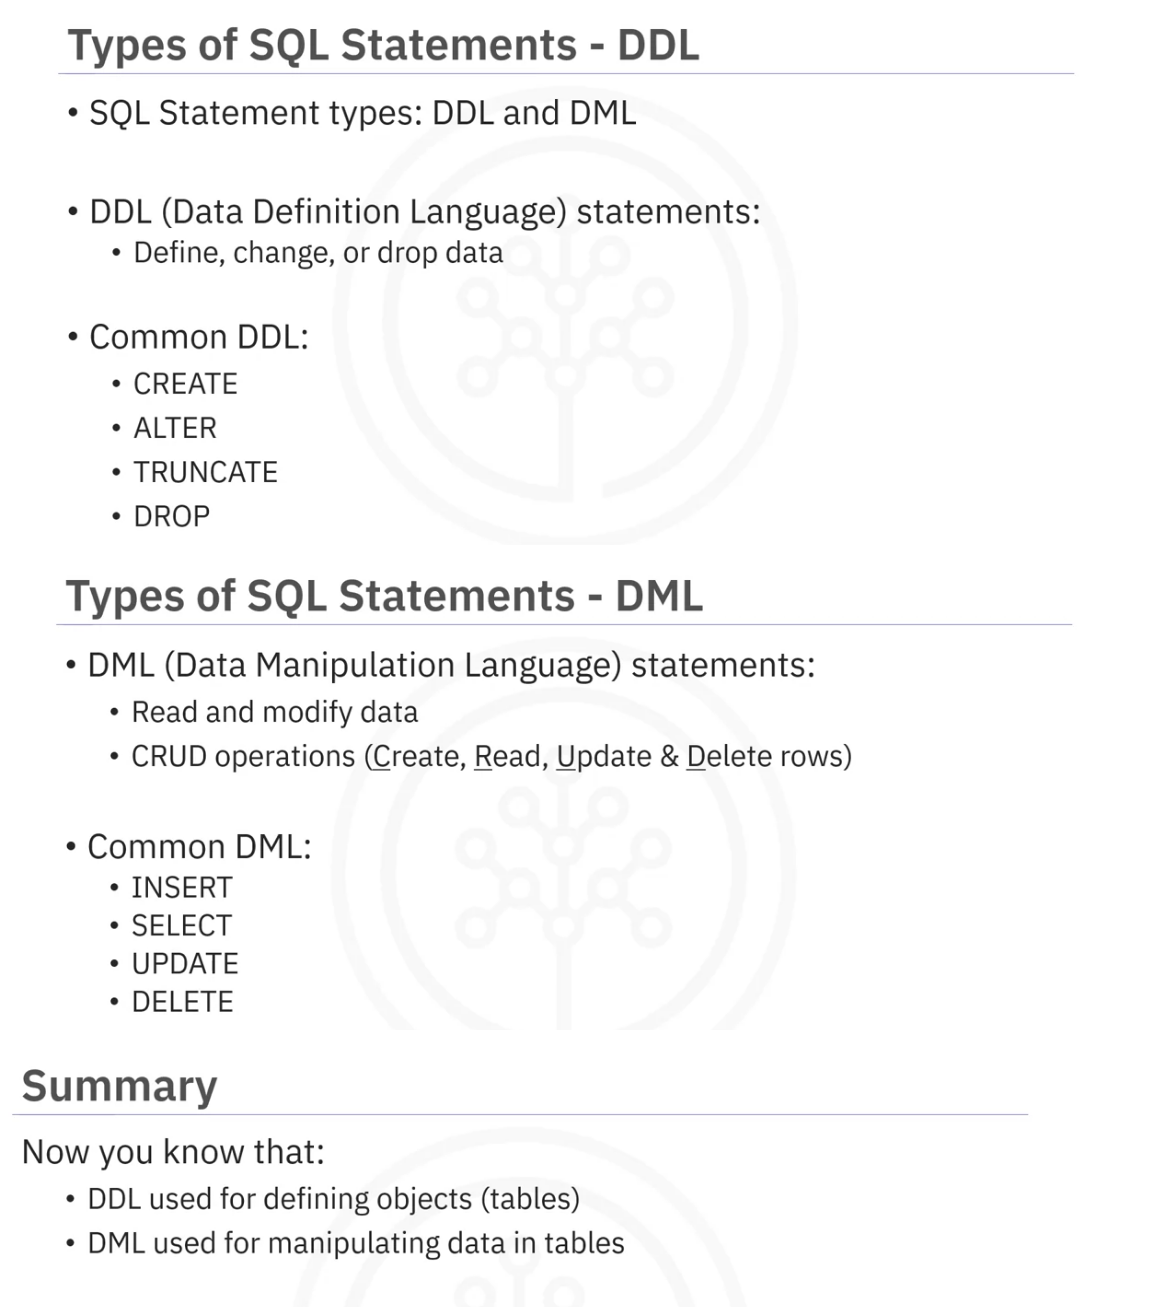 Types of SQL Statements - DDL
• SQL Statement types: DDL and DML
• DDL (Data Definition Language) statements:
• Define, change, or drop data
• Common DDL:
• CREATE
• ALTER
• TRUNCATE
• DROP
Types of SQL Statements - DML
• DML (Data Manipulation Language) statements:
• Read and modify data
• CRUD operations (Create, Read, Update & Delete rows)
• Common DML:
• INSERT
• SELECT
• UPDATE
• DELETE
Summary
Now you know that:
• DDL used for defining objects (tables)
• DML used for manipulating data in tables